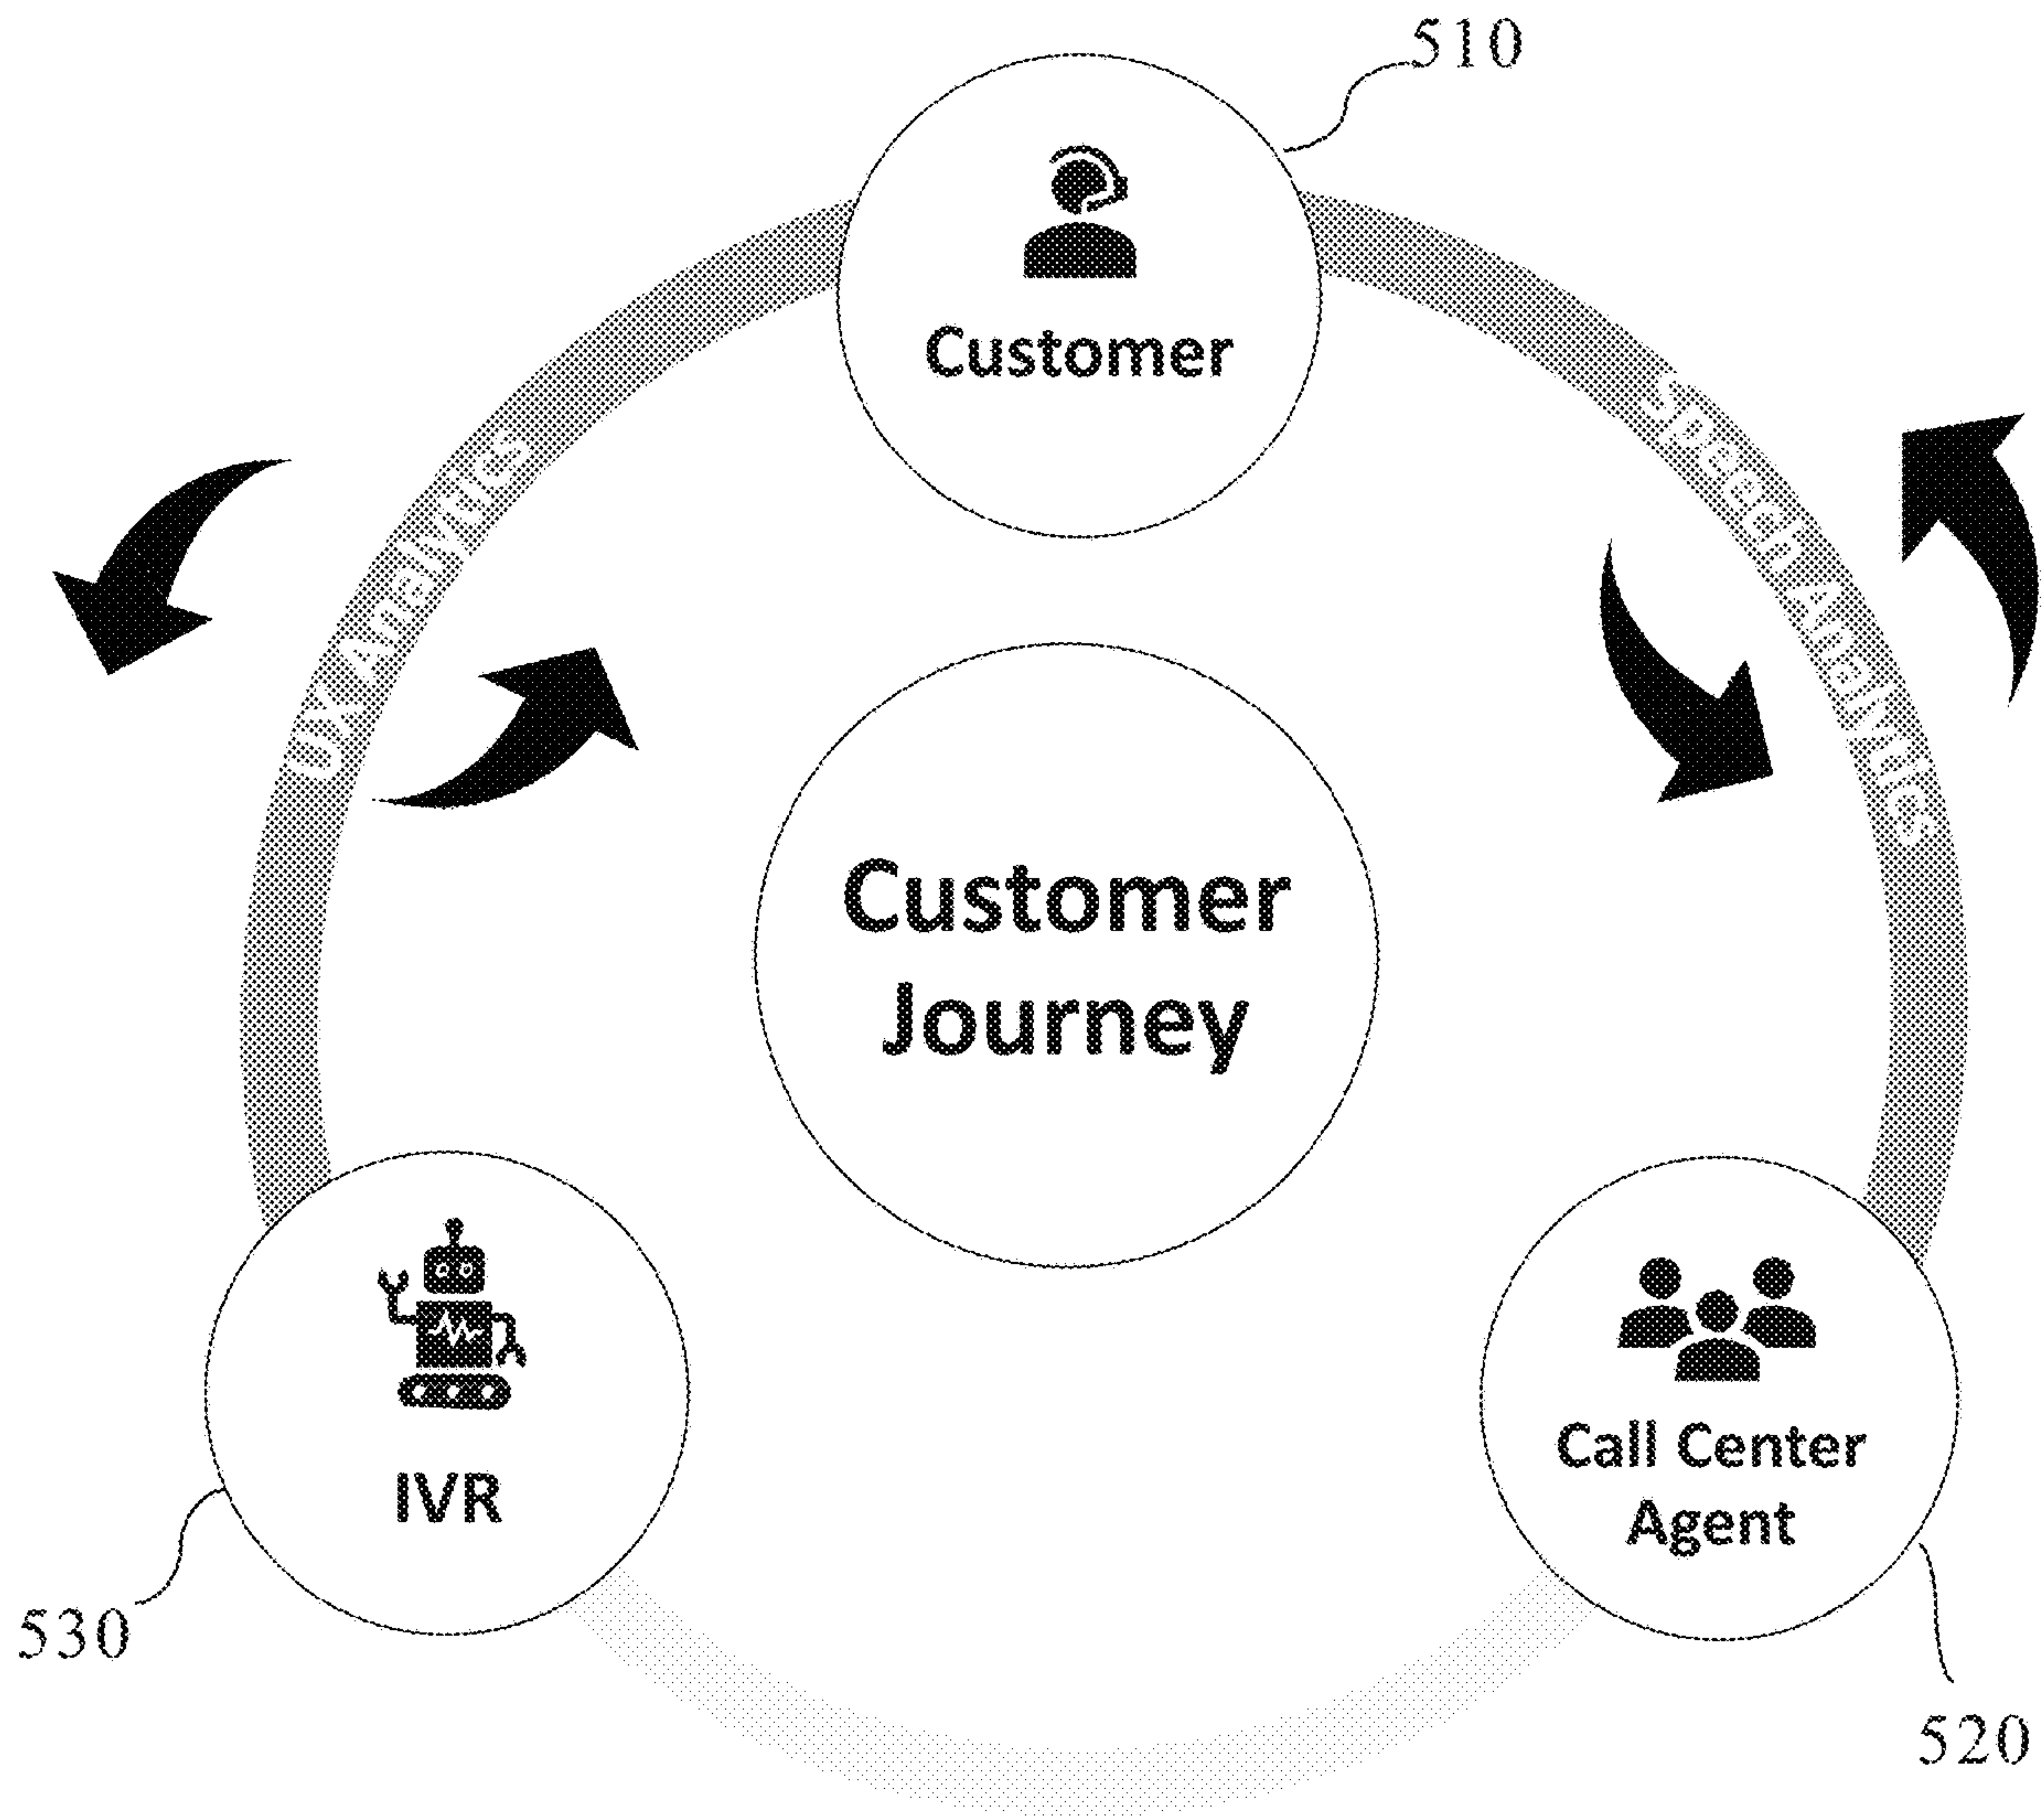 510
Customer
UX Analytics
Speech Analytics
Customer
Journey
IVR
Call Center
Agent
530
520